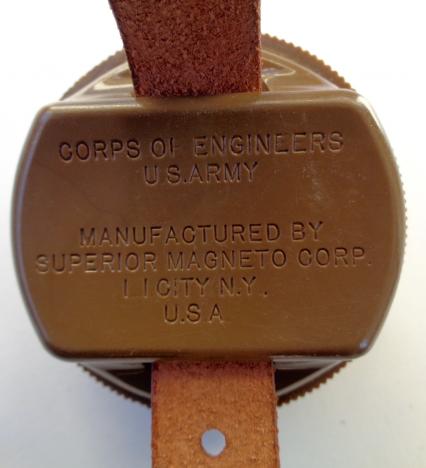 CORPS OF ENGINEERS
U.S.ARMY
MANUFACTURED BY
SUPERIOR MAGNETO CORP.
L.I.CITY N.Y.
U.S.A